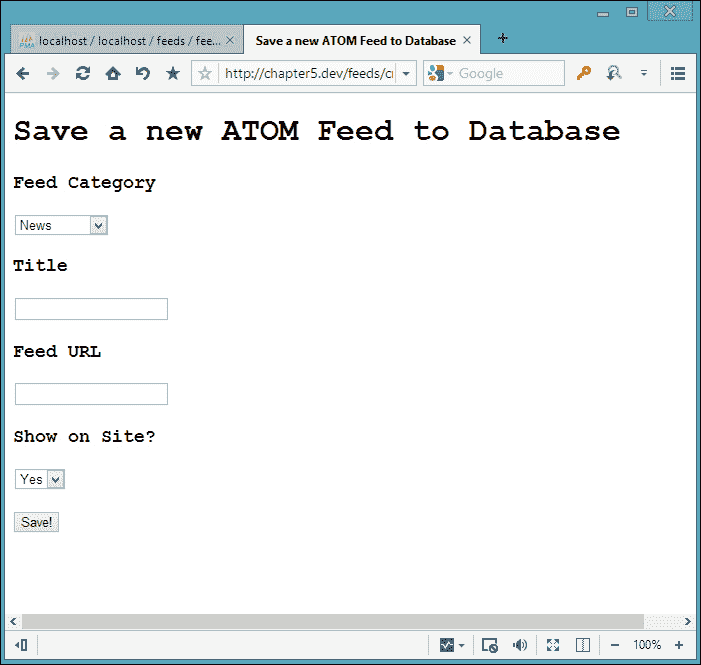 PMA localhost / localhost / feeds / fee...
Save a new ATOM Feed to Database
http://chapter5.dev/feeds/c
Google
Save a new ATOM Feed to Database
Feed Category
News
Title
Feed URL
Show on Site?
Yes
Save!
100%